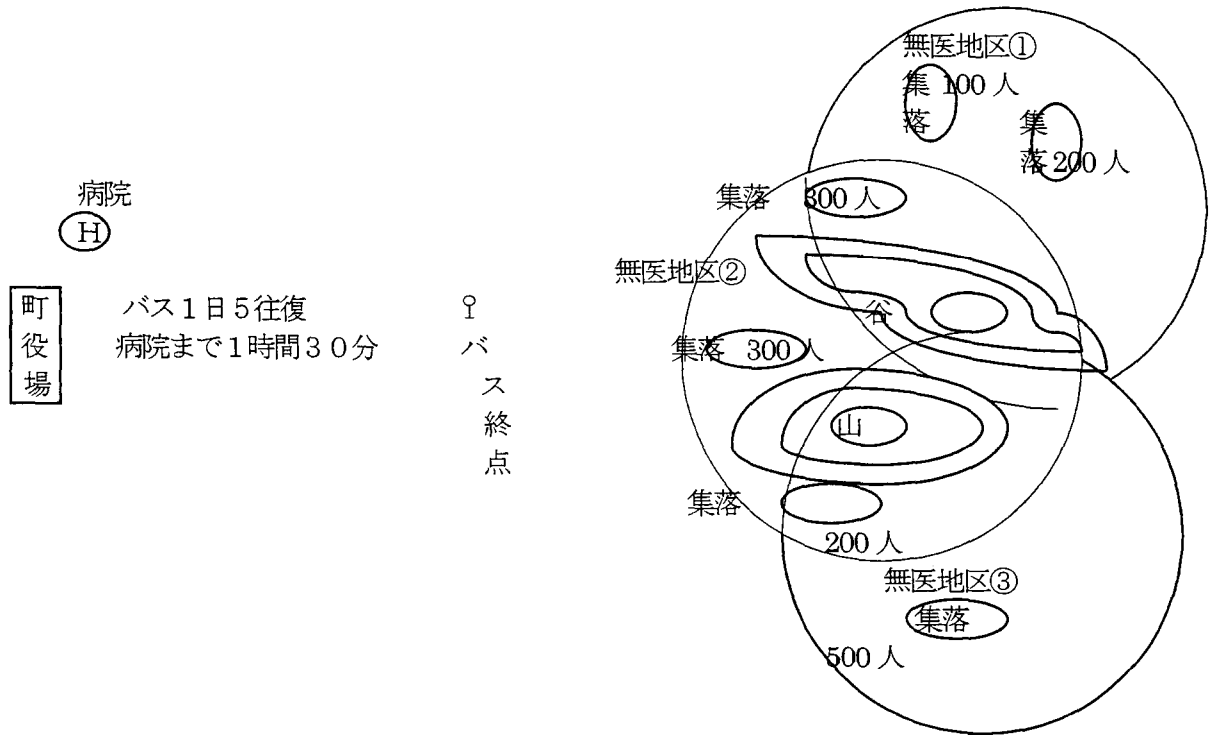 無医地区①
集 100人
落
集
落 200人
病院
H
集落 300人
無医地区②
町役場
バス1日5往復
病院まで1時間30分
バス終点
谷
集落 300人
山
集落
200人
無医地区③
集落
500人